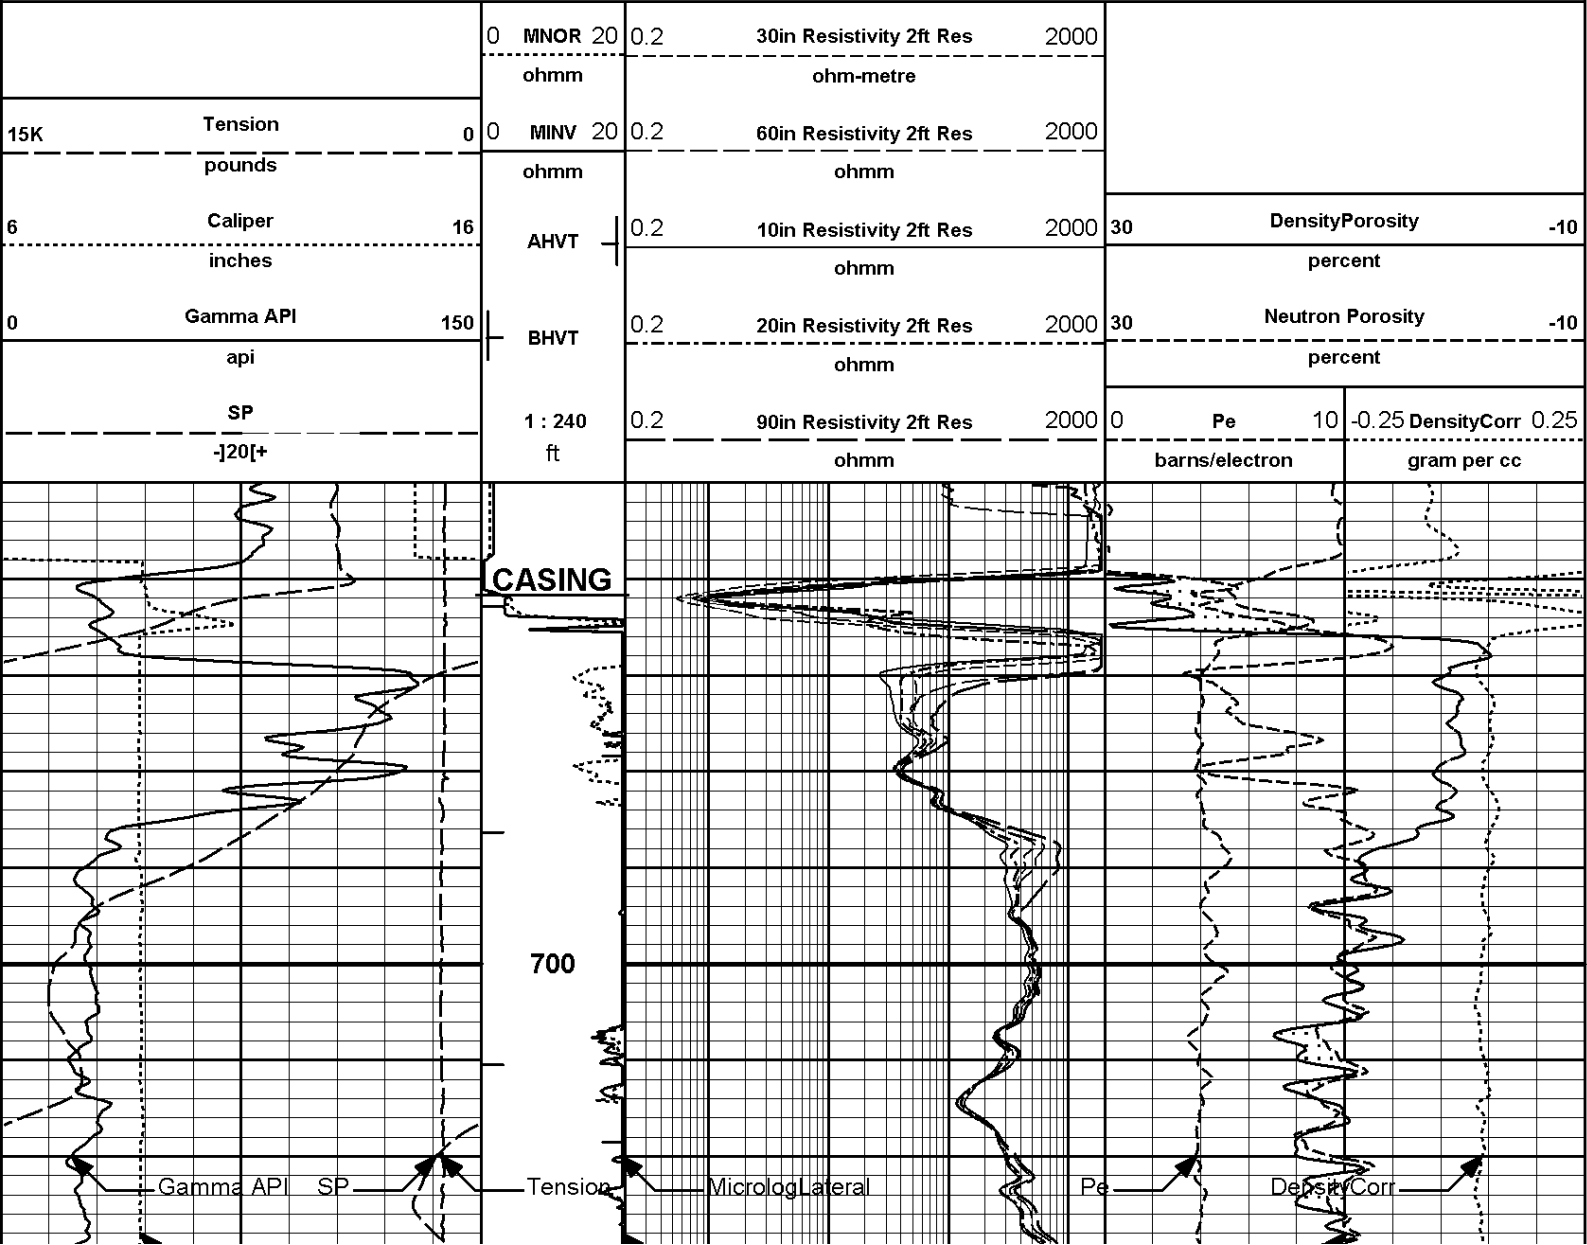 0 MNOR 20 0.2 30in Resistivity 2ft Res 2000
ohmm ohm-metre
15K Tension 0 0 MINV 20 0.2 60in Resistivity 2ft Res 2000
pounds ohmm ohmm
6 Caliper 16 AHVT 0.2 10in Resistivity 2ft Res 2000 30 DensityPorosity -10
inches ohmm percent
0 Gamma API 150 BHVT 0.2 20in Resistivity 2ft Res 2000 30 Neutron Porosity -10
api ohmm percent
SP 1 : 240 0.2 90in Resistivity 2ft Res 2000 0 Pe 10 -0.25 DensityCorr 0.25
-]20[+ ft ohmm barns/electron gram per cc
CASING
700
Gamma API SP Tension MicrologLateral Pe DensityCorr